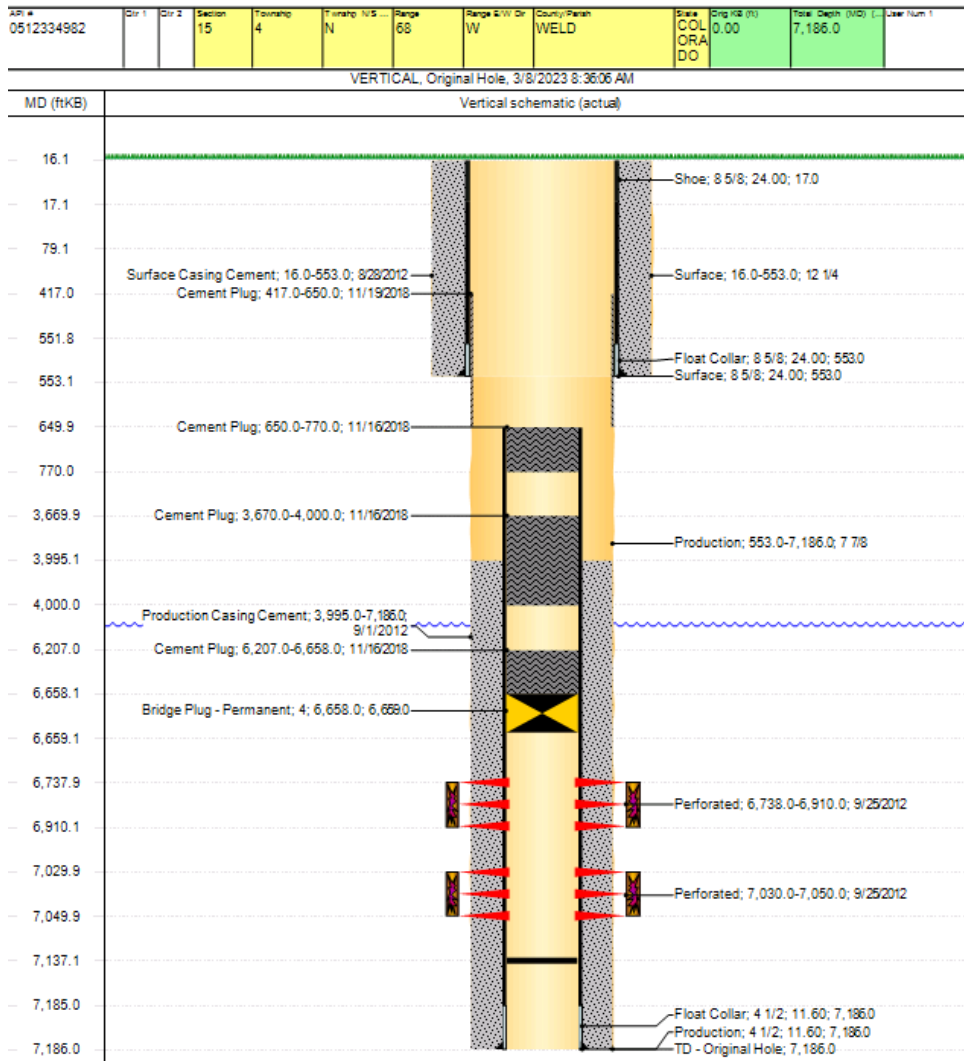 API # Qtr 1 Qtr 2 Section Township Twnshp N/S ... Range Range E/W Dir County/Parish State Orig KB (ft) Total Depth (MD) (... User Num 1
0512334982 15 4 N 68 W WELD COL 0.00 7,186.0
ORA
DO
VERTICAL, Original Hole, 3/8/2023 8:36:06 AM
MD (ftKB) Vertical schematic (actual)
16.1
Shoe; 8 5/8; 24.00; 17.0
17.1
79.1
Surface Casing Cement; 16.0-553.0; 8/28/2012
Surface; 16.0-553.0; 12 1/4
417.0
Cement Plug; 417.0-650.0; 11/19/2018
551.8
Float Collar; 8 5/8; 24.00; 553.0
Surface; 8 5/8; 24.00; 553.0
553.1
649.9
Cement Plug; 650.0-770.0; 11/16/2018
770.0
3,669.9
Cement Plug; 3,670.0-4,000.0; 11/16/2018
Production; 553.0-7,186.0; 7 7/8
3,995.1
4,000.0
Production Casing Cement; 3,995.0-7,186.0;
9/1/2012
6,207.0
Cement Plug; 6,207.0-6,658.0; 11/16/2018
6,658.1
Bridge Plug - Permanent; 4; 6,658.0; 6,659.0
6,659.1
6,737.9
Perforated; 6,738.0-6,910.0; 9/25/2012
6,910.1
7,029.9
Perforated; 7,030.0-7,050.0; 9/25/2012
7,049.9
7,137.1
7,185.0
Float Collar; 4 1/2; 11.60; 7,186.0
Production; 4 1/2; 11.60; 7,186.0
7,186.0
TD - Original Hole; 7,186.0